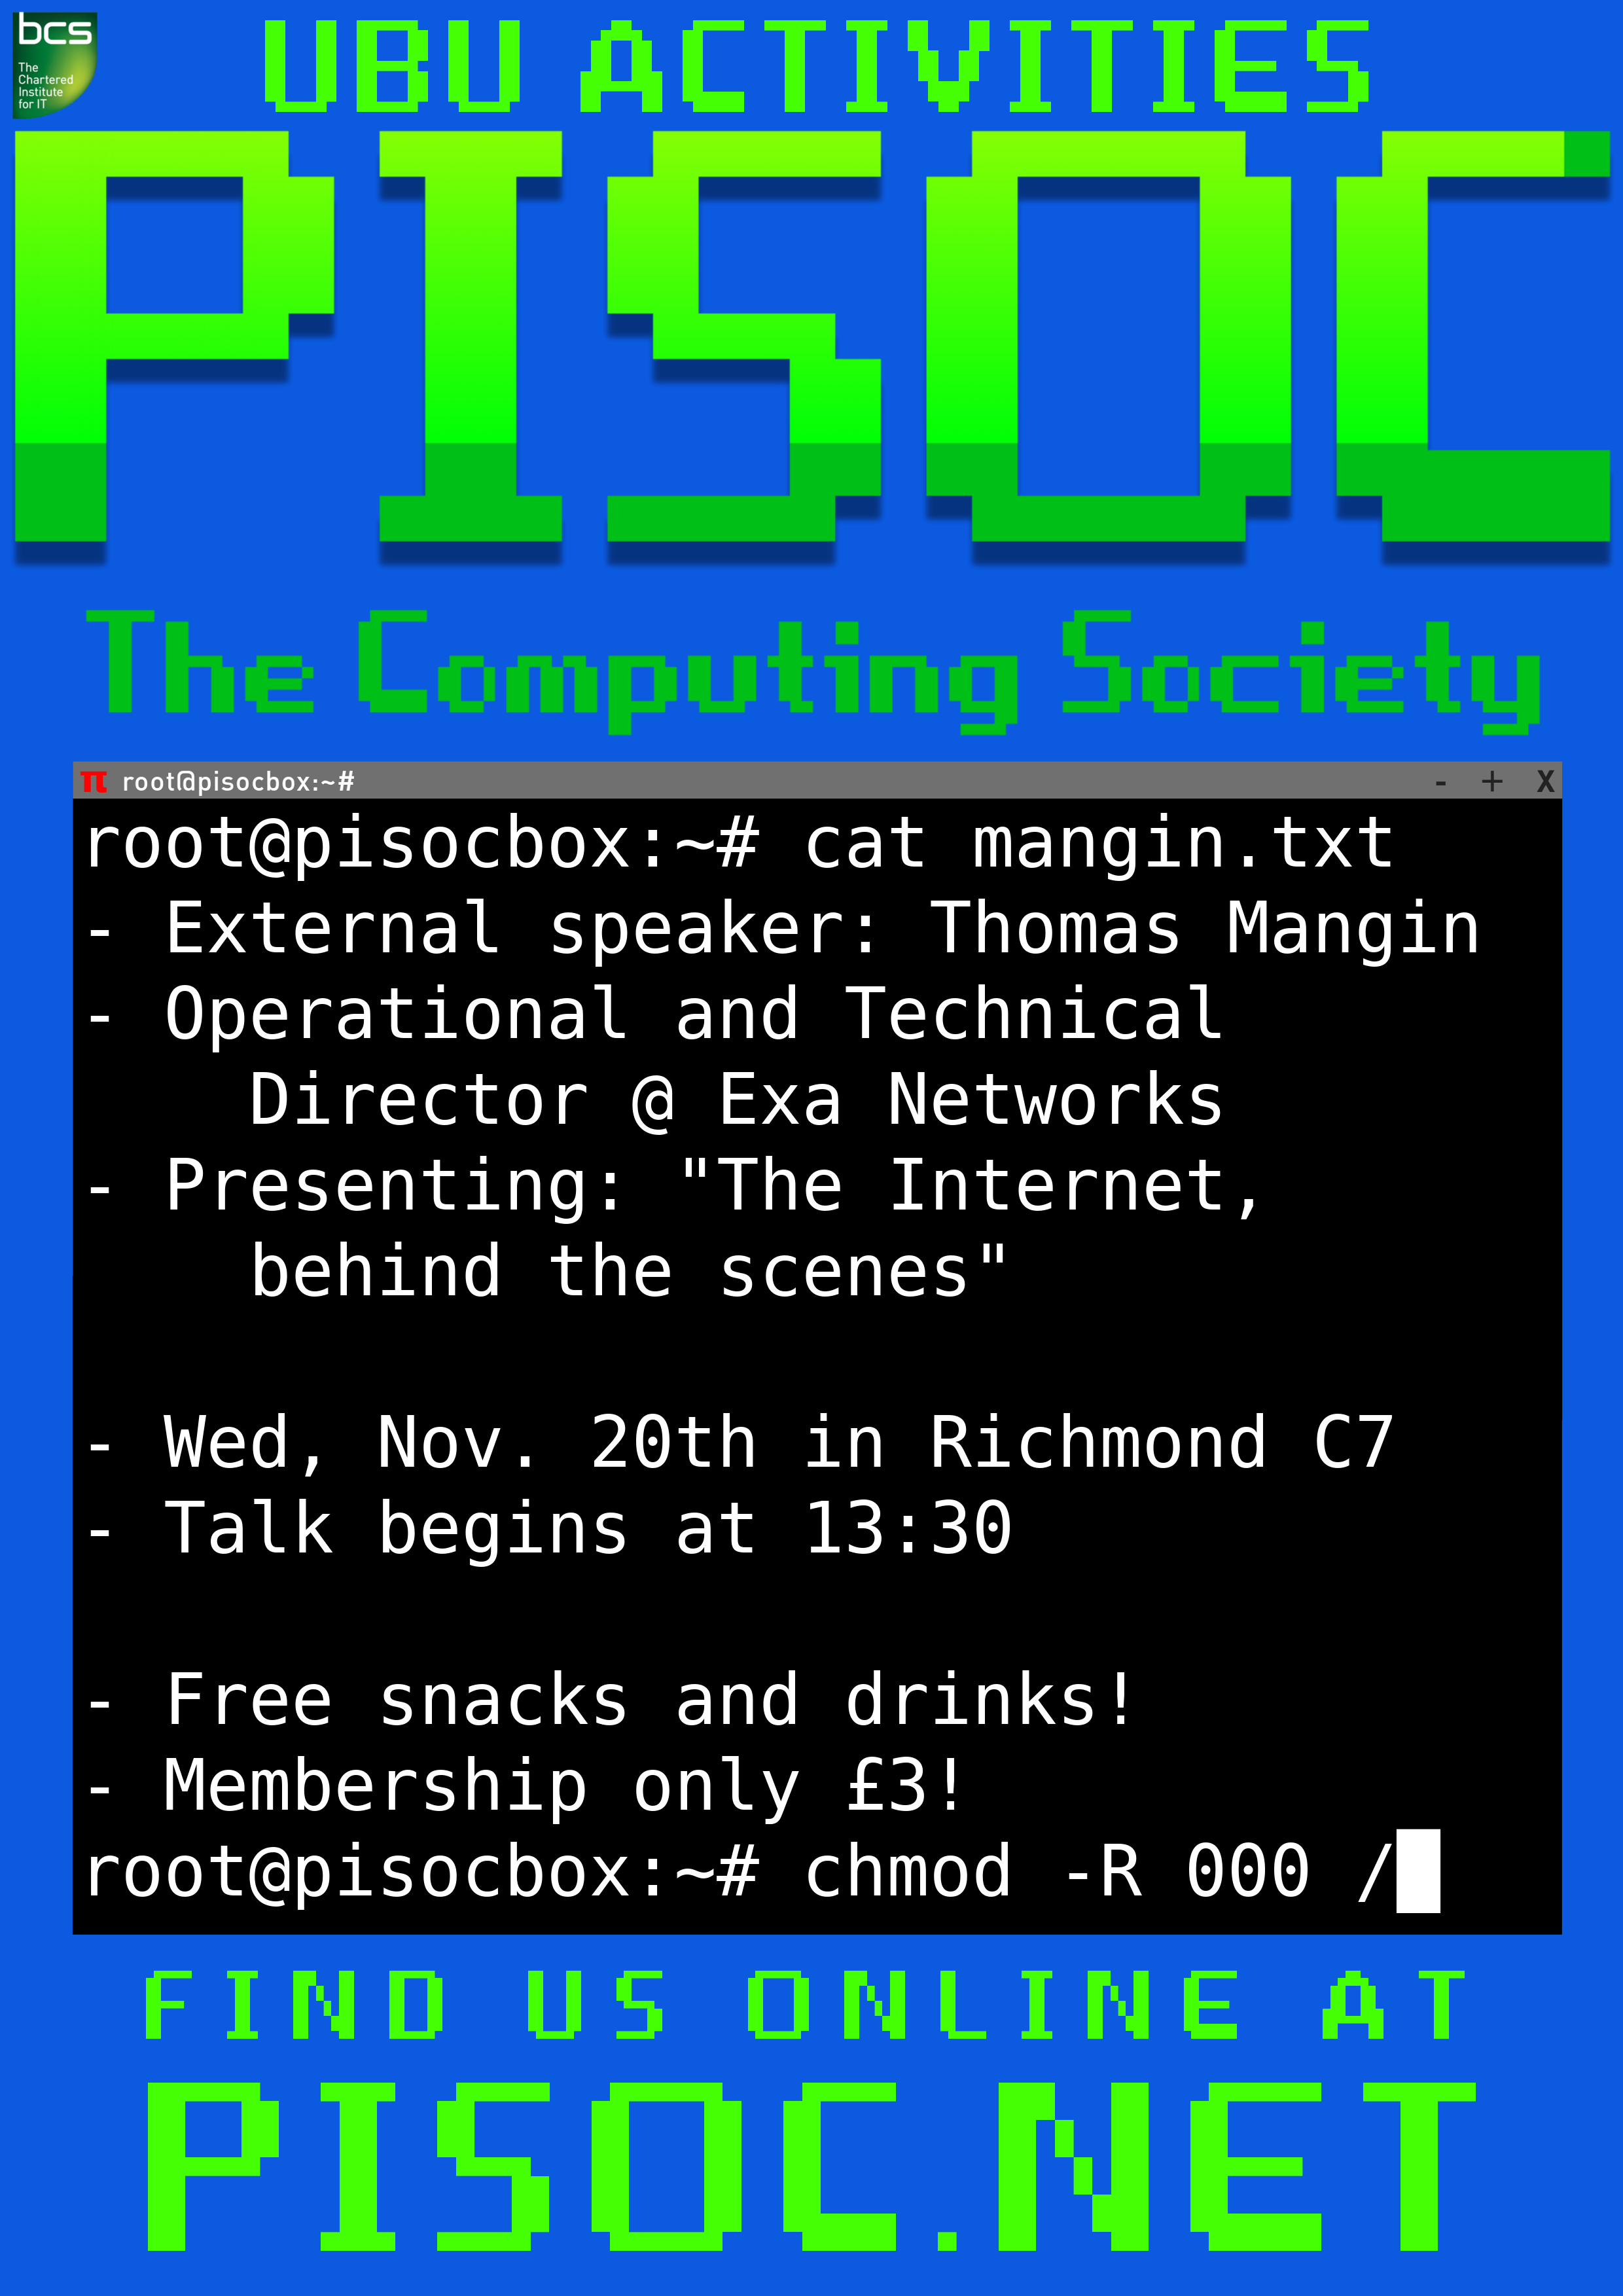 bcs
The
Chartered
Institute
for IT
UBU ACTIVITIES
PISOC
The Computing Society
π root@pisocbox:~# - + X
root@pisocbox:~# cat mangin.txt
- External speaker: Thomas Mangin
- Operational and Technical
Director @ Exa Networks
- Presenting: "The Internet,
behind the scenes"
- Wed, Nov. 20th in Richmond C7
- Talk begins at 13:30
- Free snacks and drinks!
- Membership only £3!
root@pisocbox:~# chmod -R 000 /
FIND US ONLINE AT
PISOC.NET